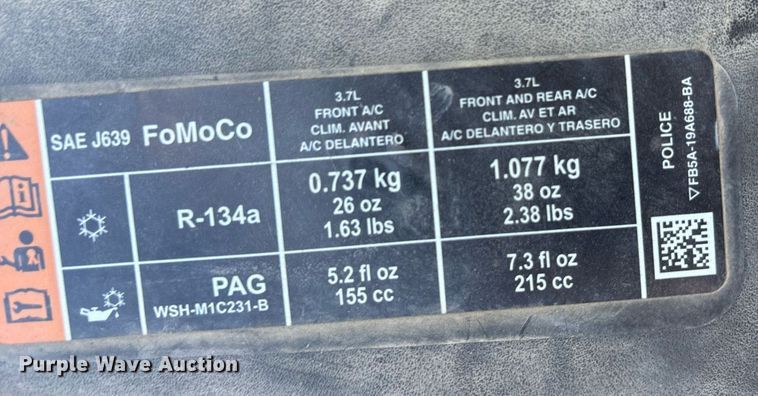 SAE J639 FoMoCo
3.7L
FRONT A/C
CLIM. AVANT
A/C DELANTERO
3.7L
FRONT AND REAR A/C
CLIM. AV ET AR
A/C DELANTERO Y TRASERO
R-134a
0.737 kg
26 oz
1.63 lbs
1.077 kg
38 oz
2.38 lbs
PAG
WSH-M1C231-B
5.2 fl oz
155 cc
7.3 fl oz
215 cc
POLICE
▽FB5A-19A688-BA
Purple Wave Auction